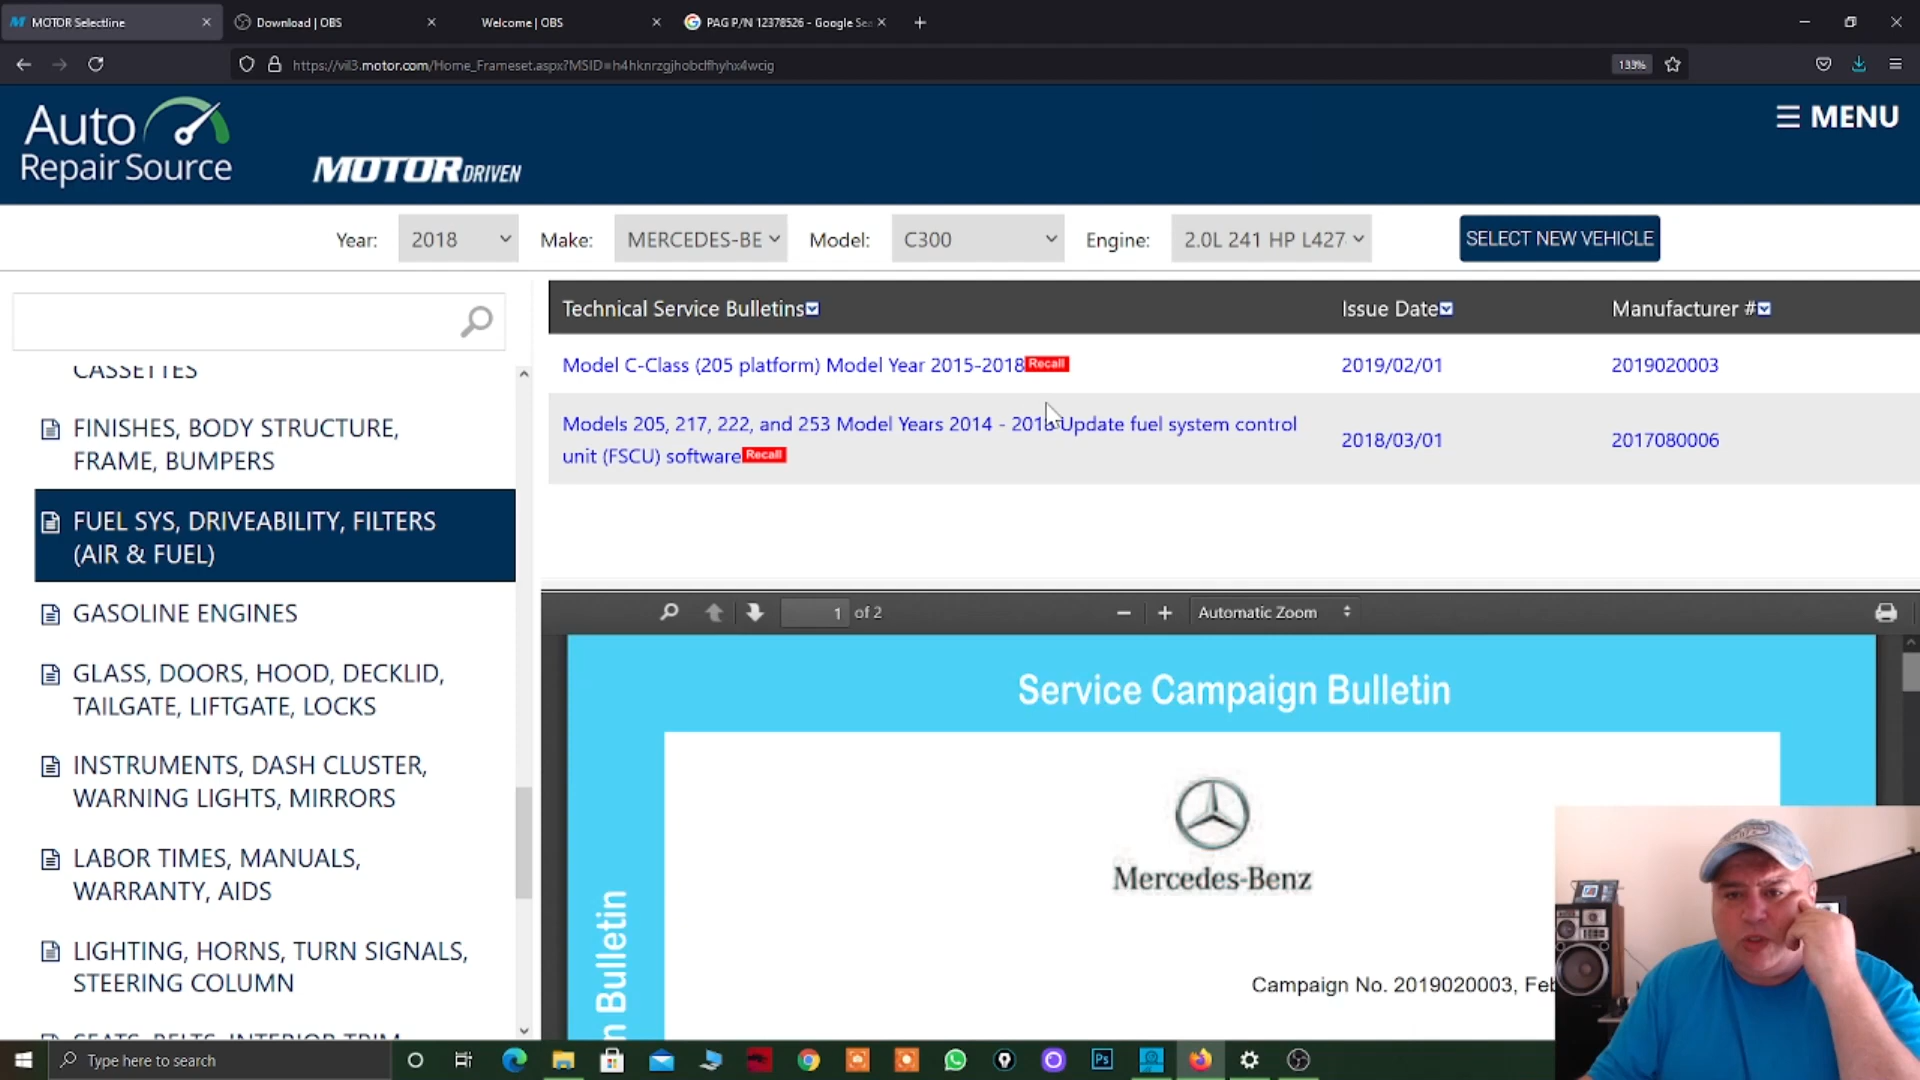 MOTOR Selectline
Download | OBS
Welcome | OBS
PAG P/N 12378526 - Google Se
https://vil3.motor.com/Home_Frameset.aspx?MSID=h4hknrzgjhobclfhyhx4wcig
133%
Auto
Repair Source
MOTOR DRIVEN
MENU
Year: 2018 Make: MERCEDES-BE Model: C300 Engine: 2.0L 241 HP L427 SELECT NEW VEHICLE
Technical Service Bulletins Issue Date Manufacturer #
Model C-Class (205 platform) Model Year 2015-2018 Recall 2019/02/01 2019020003
Models 205, 217, 222, and 253 Model Years 2014 - 201 Update fuel system control
unit (FSCU) software Recall
2018/03/01 2017080006
CASSETTES
FINISHES, BODY STRUCTURE,
FRAME, BUMPERS
FUEL SYS, DRIVEABILITY, FILTERS
(AIR & FUEL)
GASOLINE ENGINES
GLASS, DOORS, HOOD, DECKLID,
TAILGATE, LIFTGATE, LOCKS
INSTRUMENTS, DASH CLUSTER,
WARNING LIGHTS, MIRRORS
LABOR TIMES, MANUALS,
WARRANTY, AIDS
LIGHTING, HORNS, TURN SIGNALS,
STEERING COLUMN
SEATS, BELTS, INTERIOR TRIM
1 of 2
Automatic Zoom
Service Campaign Bulletin
Mercedes-Benz
Campaign No. 2019020003, Feb
n Bulletin
Type here to search
Ps